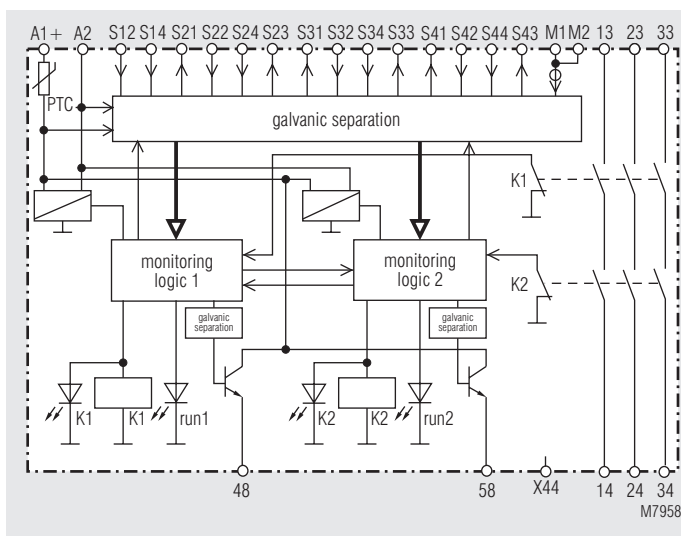 A1+ A2 S12 S14 S21 S22 S24 S23 S31 S32 S34 S33 S41 S42 S44 S43 M1 M2 13 23 33
PTC
galvanic separation
K1
monitoring logic 1
monitoring logic 2
K2
galvanic separation
galvanic separation
K1 K1 run1 K2 K2 run2
48 58 X44 14 24 34
M7958